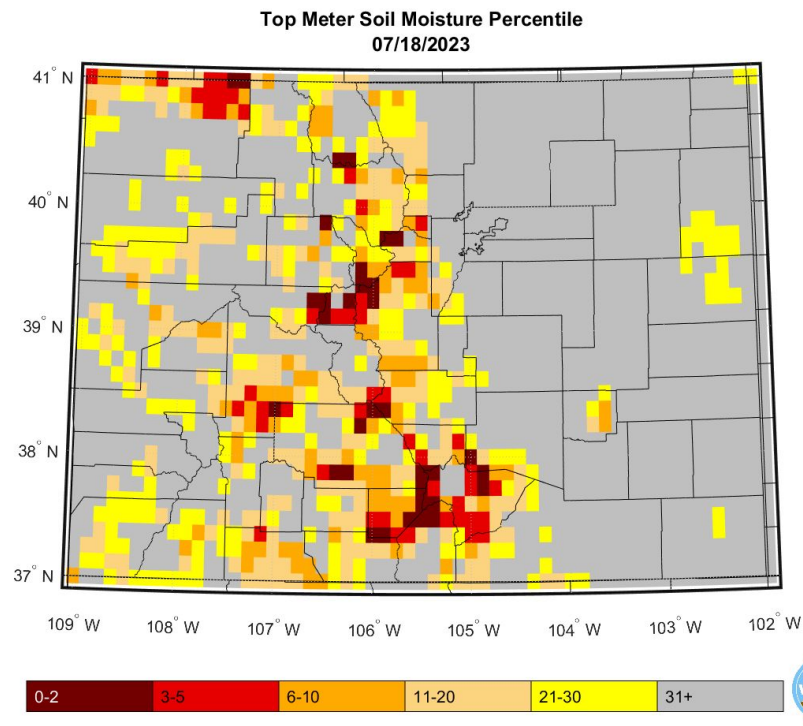 Top Meter Soil Moisture Percentile
07/18/2023
41° N
40° N
39° N
38° N
37° N
109° W 108° W 107° W 106° W 105° W 104° W 103° W 102° W
0-2 3-5 6-10 11-20 21-30 31+